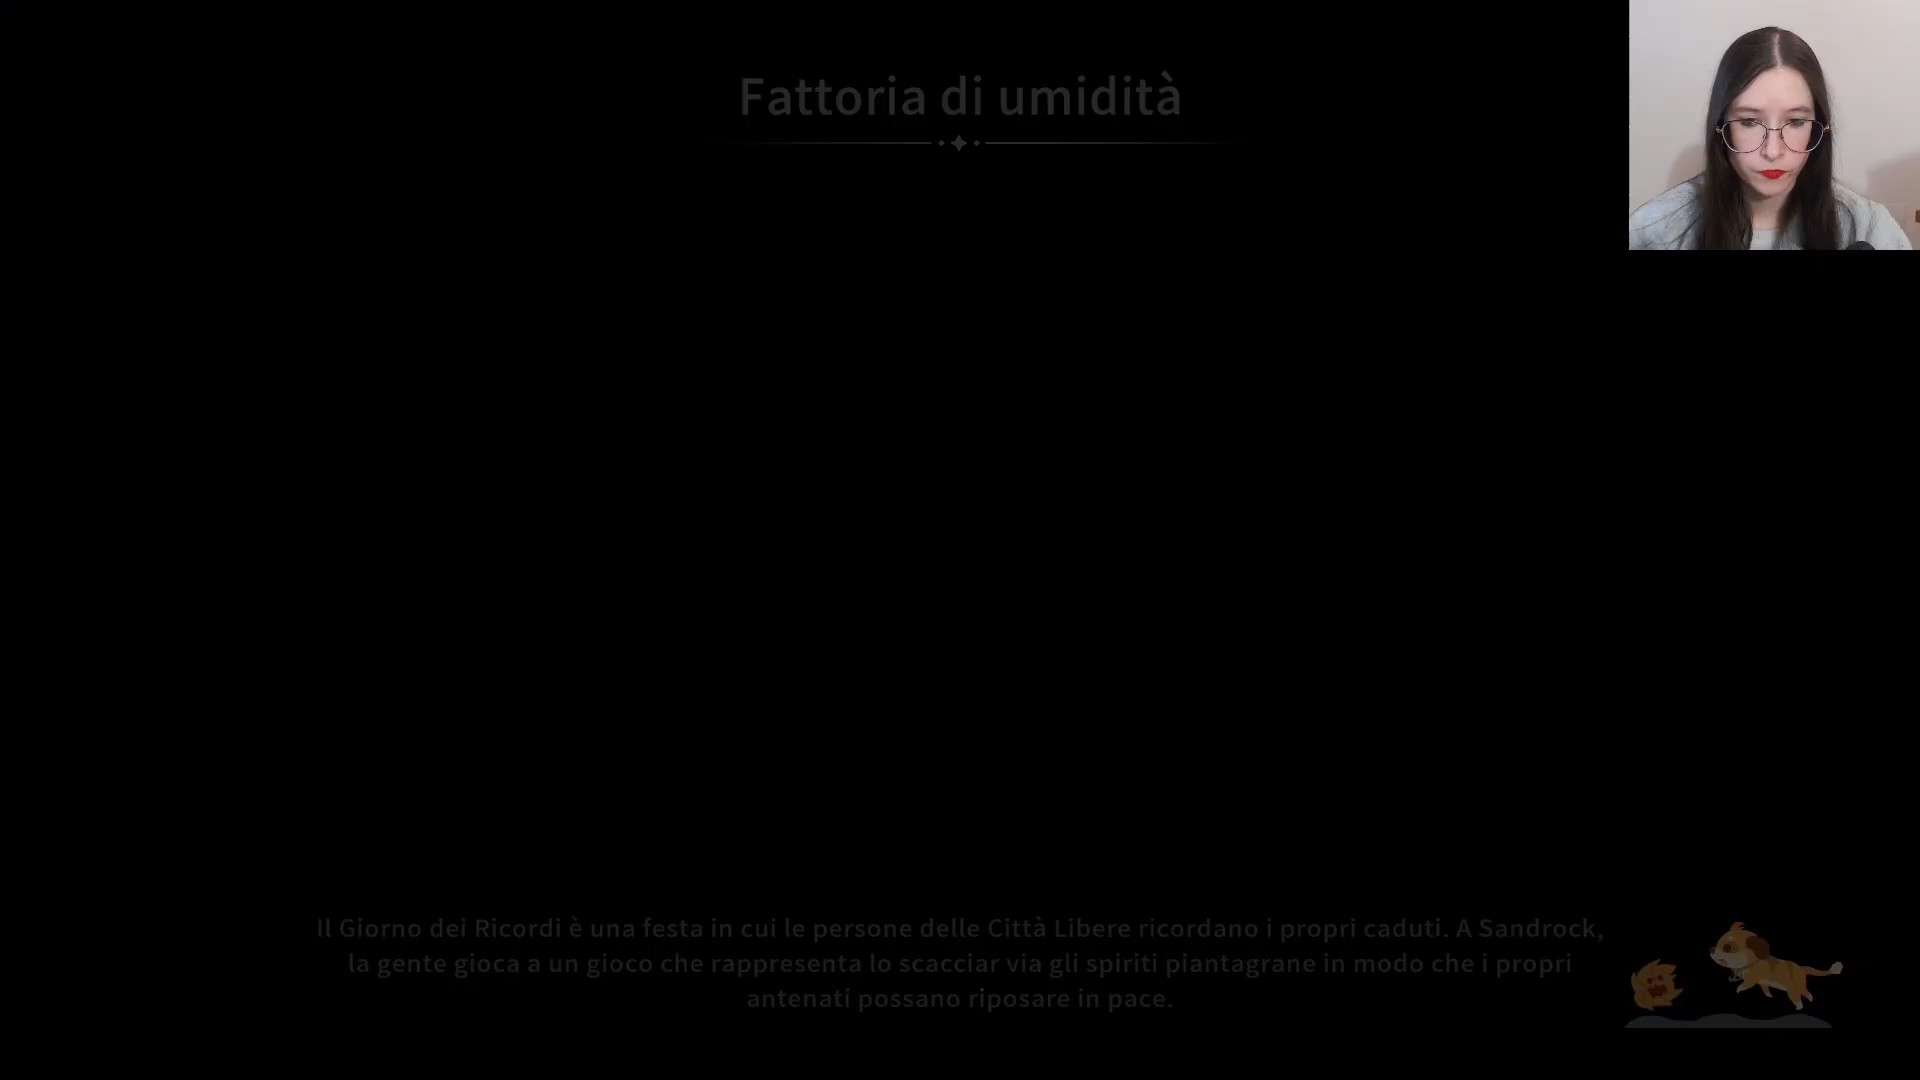 Fattoria di umidità
Il Giorno dei Ricordi è una festa in cui le persone delle Città Libere ricordano i propri caduti. A Sandrock,
la gente gioca a un gioco che rappresenta lo scacciar via gli spiriti piantagrane in modo che i propri
antenati possano riposare in pace.